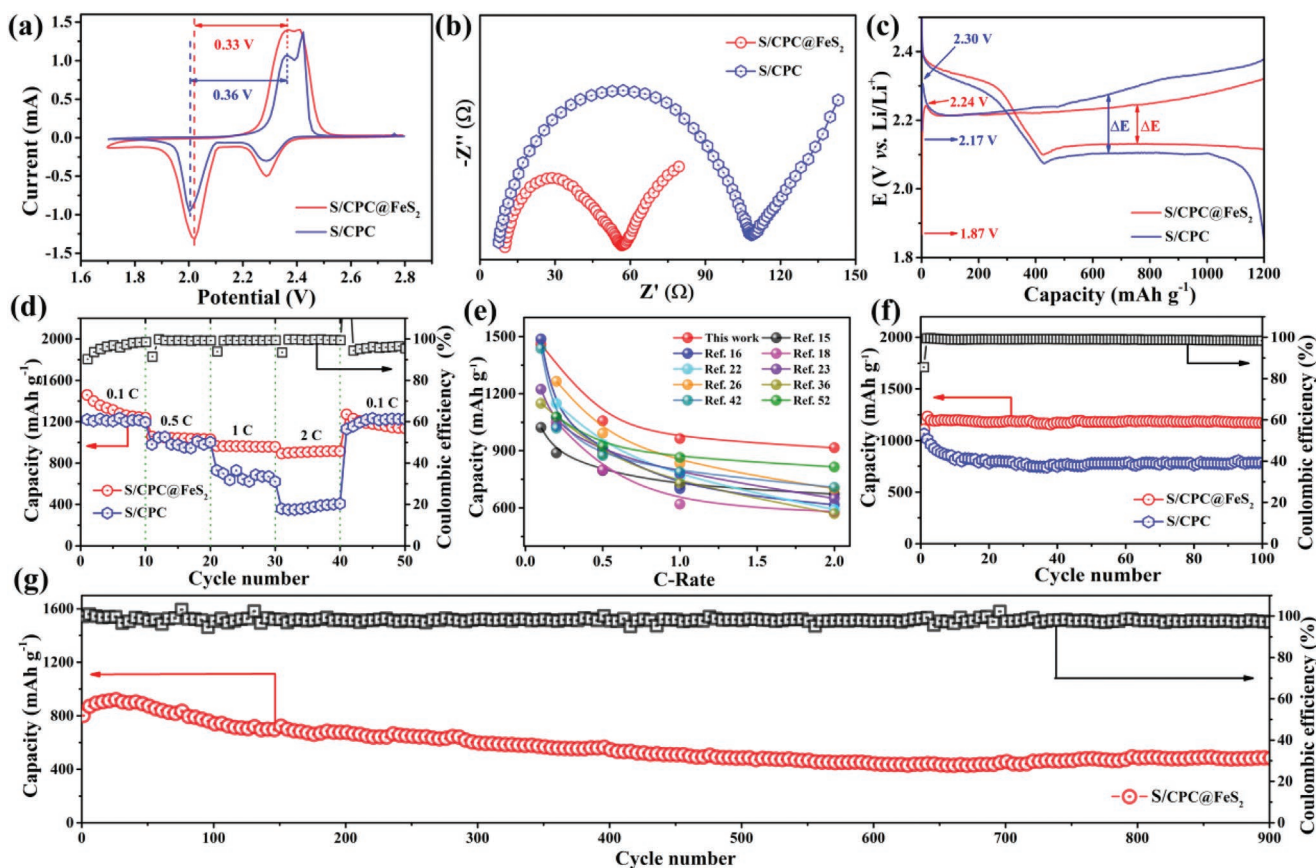 (a)
1.5
1.0
0.5
0.0
-0.5
-1.0
-1.5
Current (mA)
0.33 V
0.36 V
S/CPC@FeS₂
S/CPC
1.6
1.8
2.0
2.2
2.4
2.6
2.8
Potential (V)
(b)
-Z'' (Ω)
S/CPC@FeS₂
S/CPC
0
30
60
90
120
150
Z' (Ω)
(c)
2.4
2.2
2.0
1.8
E (V vs. Li/Li⁺)
2.30 V
2.24 V
2.17 V
1.87 V
ΔE
ΔE
S/CPC@FeS₂
S/CPC
0
200
400
600
800
1000
1200
Capacity (mAh g⁻¹)
(d)
2000
1600
1200
800
400
0
Capacity (mAh g⁻¹)
0.1 C
0.5 C
1 C
2 C
0.1 C
S/CPC@FeS₂
S/CPC
100
80
60
40
20
0
Coulombic efficiency (%)
0
10
20
30
40
50
Cycle number
(e)
1500
1200
900
600
Capacity (mAh g⁻¹)
This work
Ref. 15
Ref. 16
Ref. 18
Ref. 22
Ref. 23
Ref. 26
Ref. 36
Ref. 42
Ref. 52
0.0
0.5
1.0
1.5
2.0
C-Rate
(f)
2000
1750
1500
1250
1000
750
500
250
0
Capacity (mAh g⁻¹)
S/CPC@FeS₂
S/CPC
100
80
60
40
20
0
Coulombic efficiency (%)
0
20
40
60
80
100
Cycle number
(g)
1600
1200
800
400
0
Capacity (mAh g⁻¹)
S/CPC@FeS₂
100
80
60
40
20
0
Coulombic efficiency (%)
0
100
200
300
400
500
600
700
800
900
Cycle number